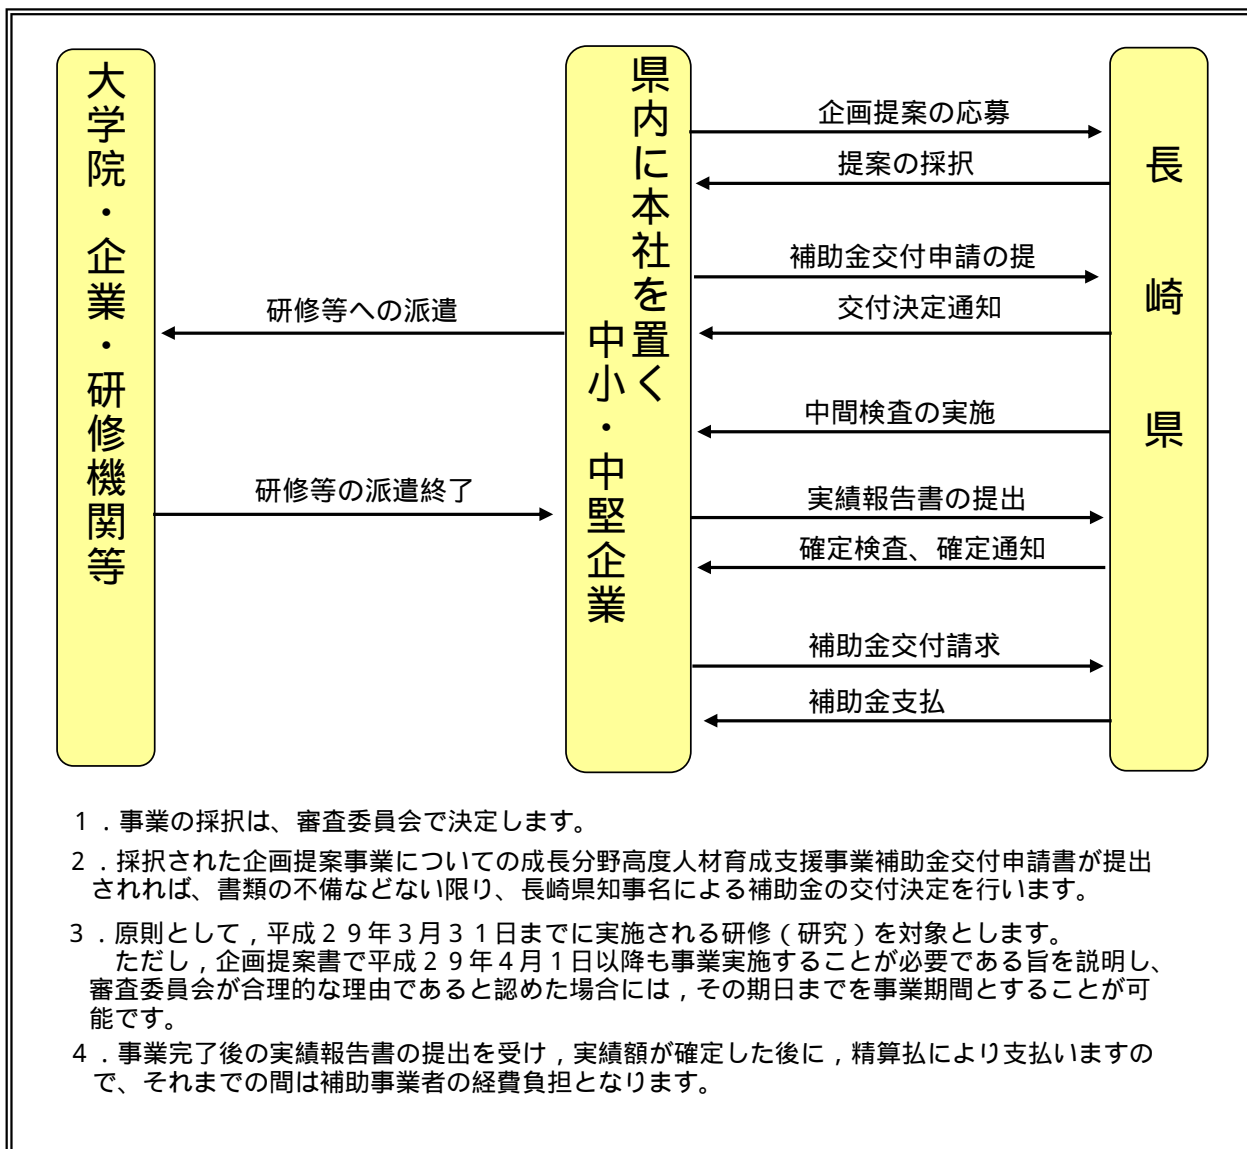 大学院・企業・研修機関等
県内に本社を置く
中小・中堅企業
長崎県
企画提案の応募
提案の採択
補助金交付申請の提
交付決定通知
研修等への派遣
中間検査の実施
研修等の派遣終了
実績報告書の提出
確定検査、確定通知
補助金交付請求
補助金支払
１．事業の採択は、審査委員会で決定します。
２．採択された企画提案事業についての成長分野高度人材育成支援事業補助金交付申請書が提出
されれば、書類の不備などない限り、長崎県知事名による補助金の交付決定を行います。
３．原則として，平成２９年３月３１日までに実施される研修（研究）を対象とします。
ただし，企画提案書で平成２９年４月１日以降も事業実施することが必要である旨を説明し、
審査委員会が合理的な理由であると認めた場合には，その期日までを事業期間とすることが可
能です。
４．事業完了後の実績報告書の提出を受け，実績額が確定した後に，精算払により支払いますの
で、それまでの間は補助事業者の経費負担となります。